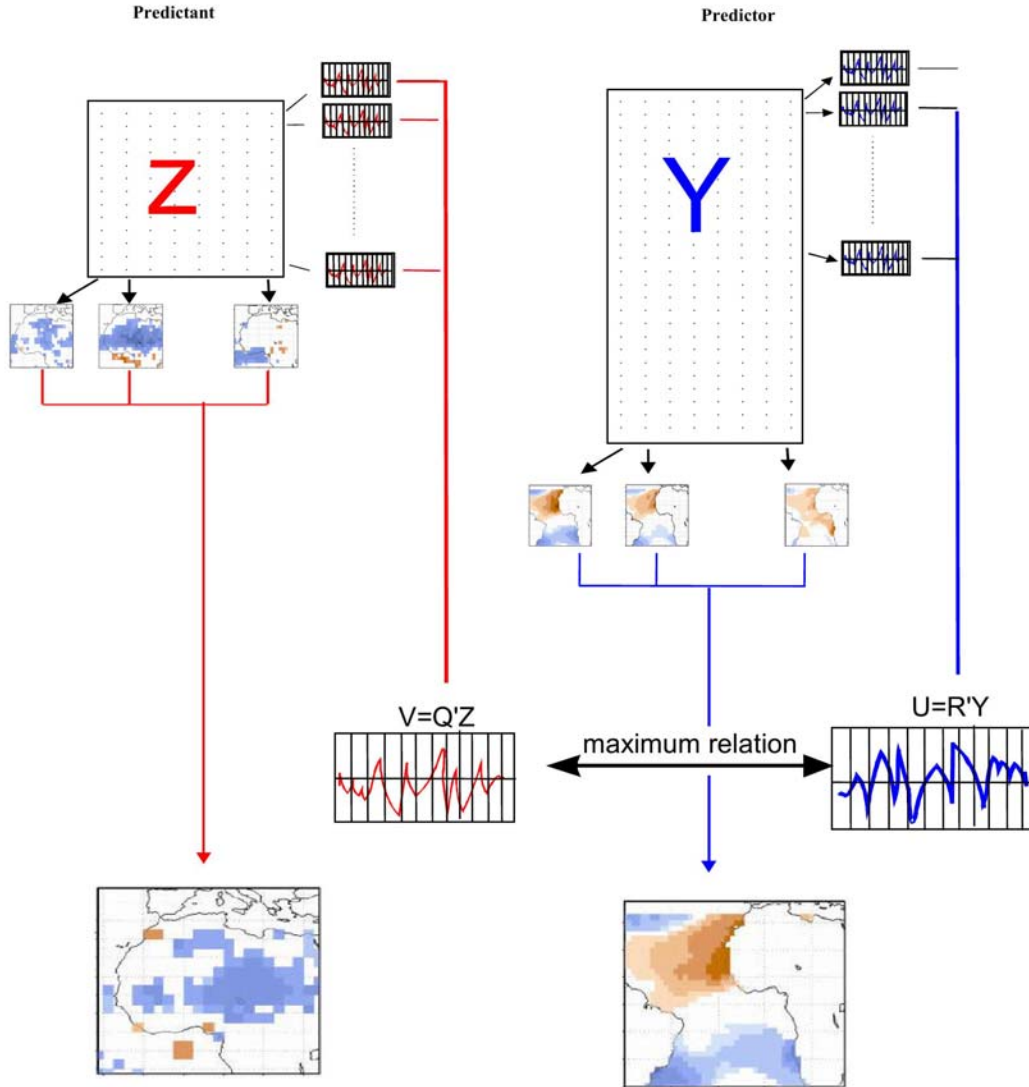 Predictant
Predictor
Z
Y
V=Q'Z
U=R'Y
maximum relation